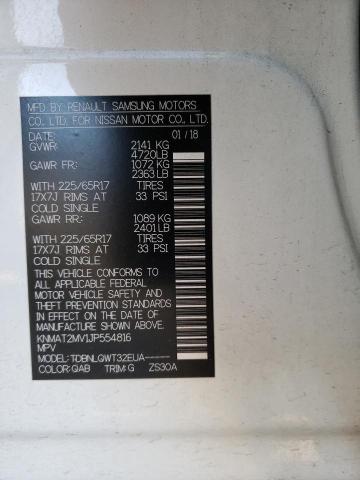 MFD BY RENAULT SAMSUNG MOTORS
CO., LTD. FOR NISSAN MOTOR CO., LTD.
DATE: 01/18
GVWR: 2141 KG
4720LB
GAWR FR: 1072 KG
2363LB
WITH 225/65R17 TIRES
17X7J RIMS AT 33 PSI
COLD SINGLE
GAWR RR: 1089 KG
2401LB
WITH 225/65R17 TIRES
17X7J RIMS AT 33 PSI
COLD SINGLE
THIS VEHICLE CONFORMS TO
ALL APPLICABLE FEDERAL
MOTOR VEHICLE SAFETY AND
THEFT PREVENTION STANDARDS
IN EFFECT ON THE DATE OF
MANUFACTURE SHOWN ABOVE.
KNMAT2MV1JP554816
MPV
MODEL: TDBNLQWT32EUA-----
COLOR: QAB TRIM: G ZS30A